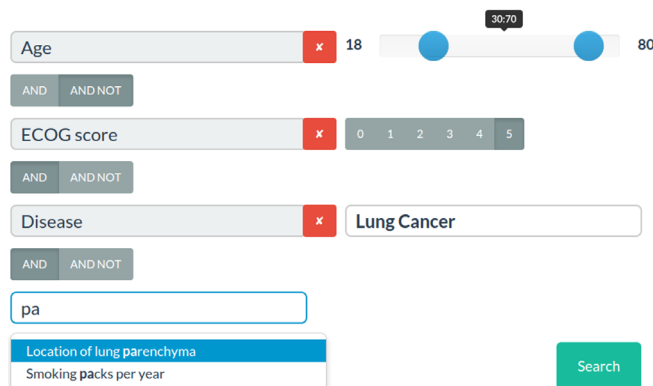 30:70
Age ✘ 18 80
AND AND NOT
ECOG score ✘ 0 1 2 3 4 5
AND AND NOT
Disease ✘ Lung Cancer
AND AND NOT
pa
Location of lung parenchyma
Smoking packs per year
Search